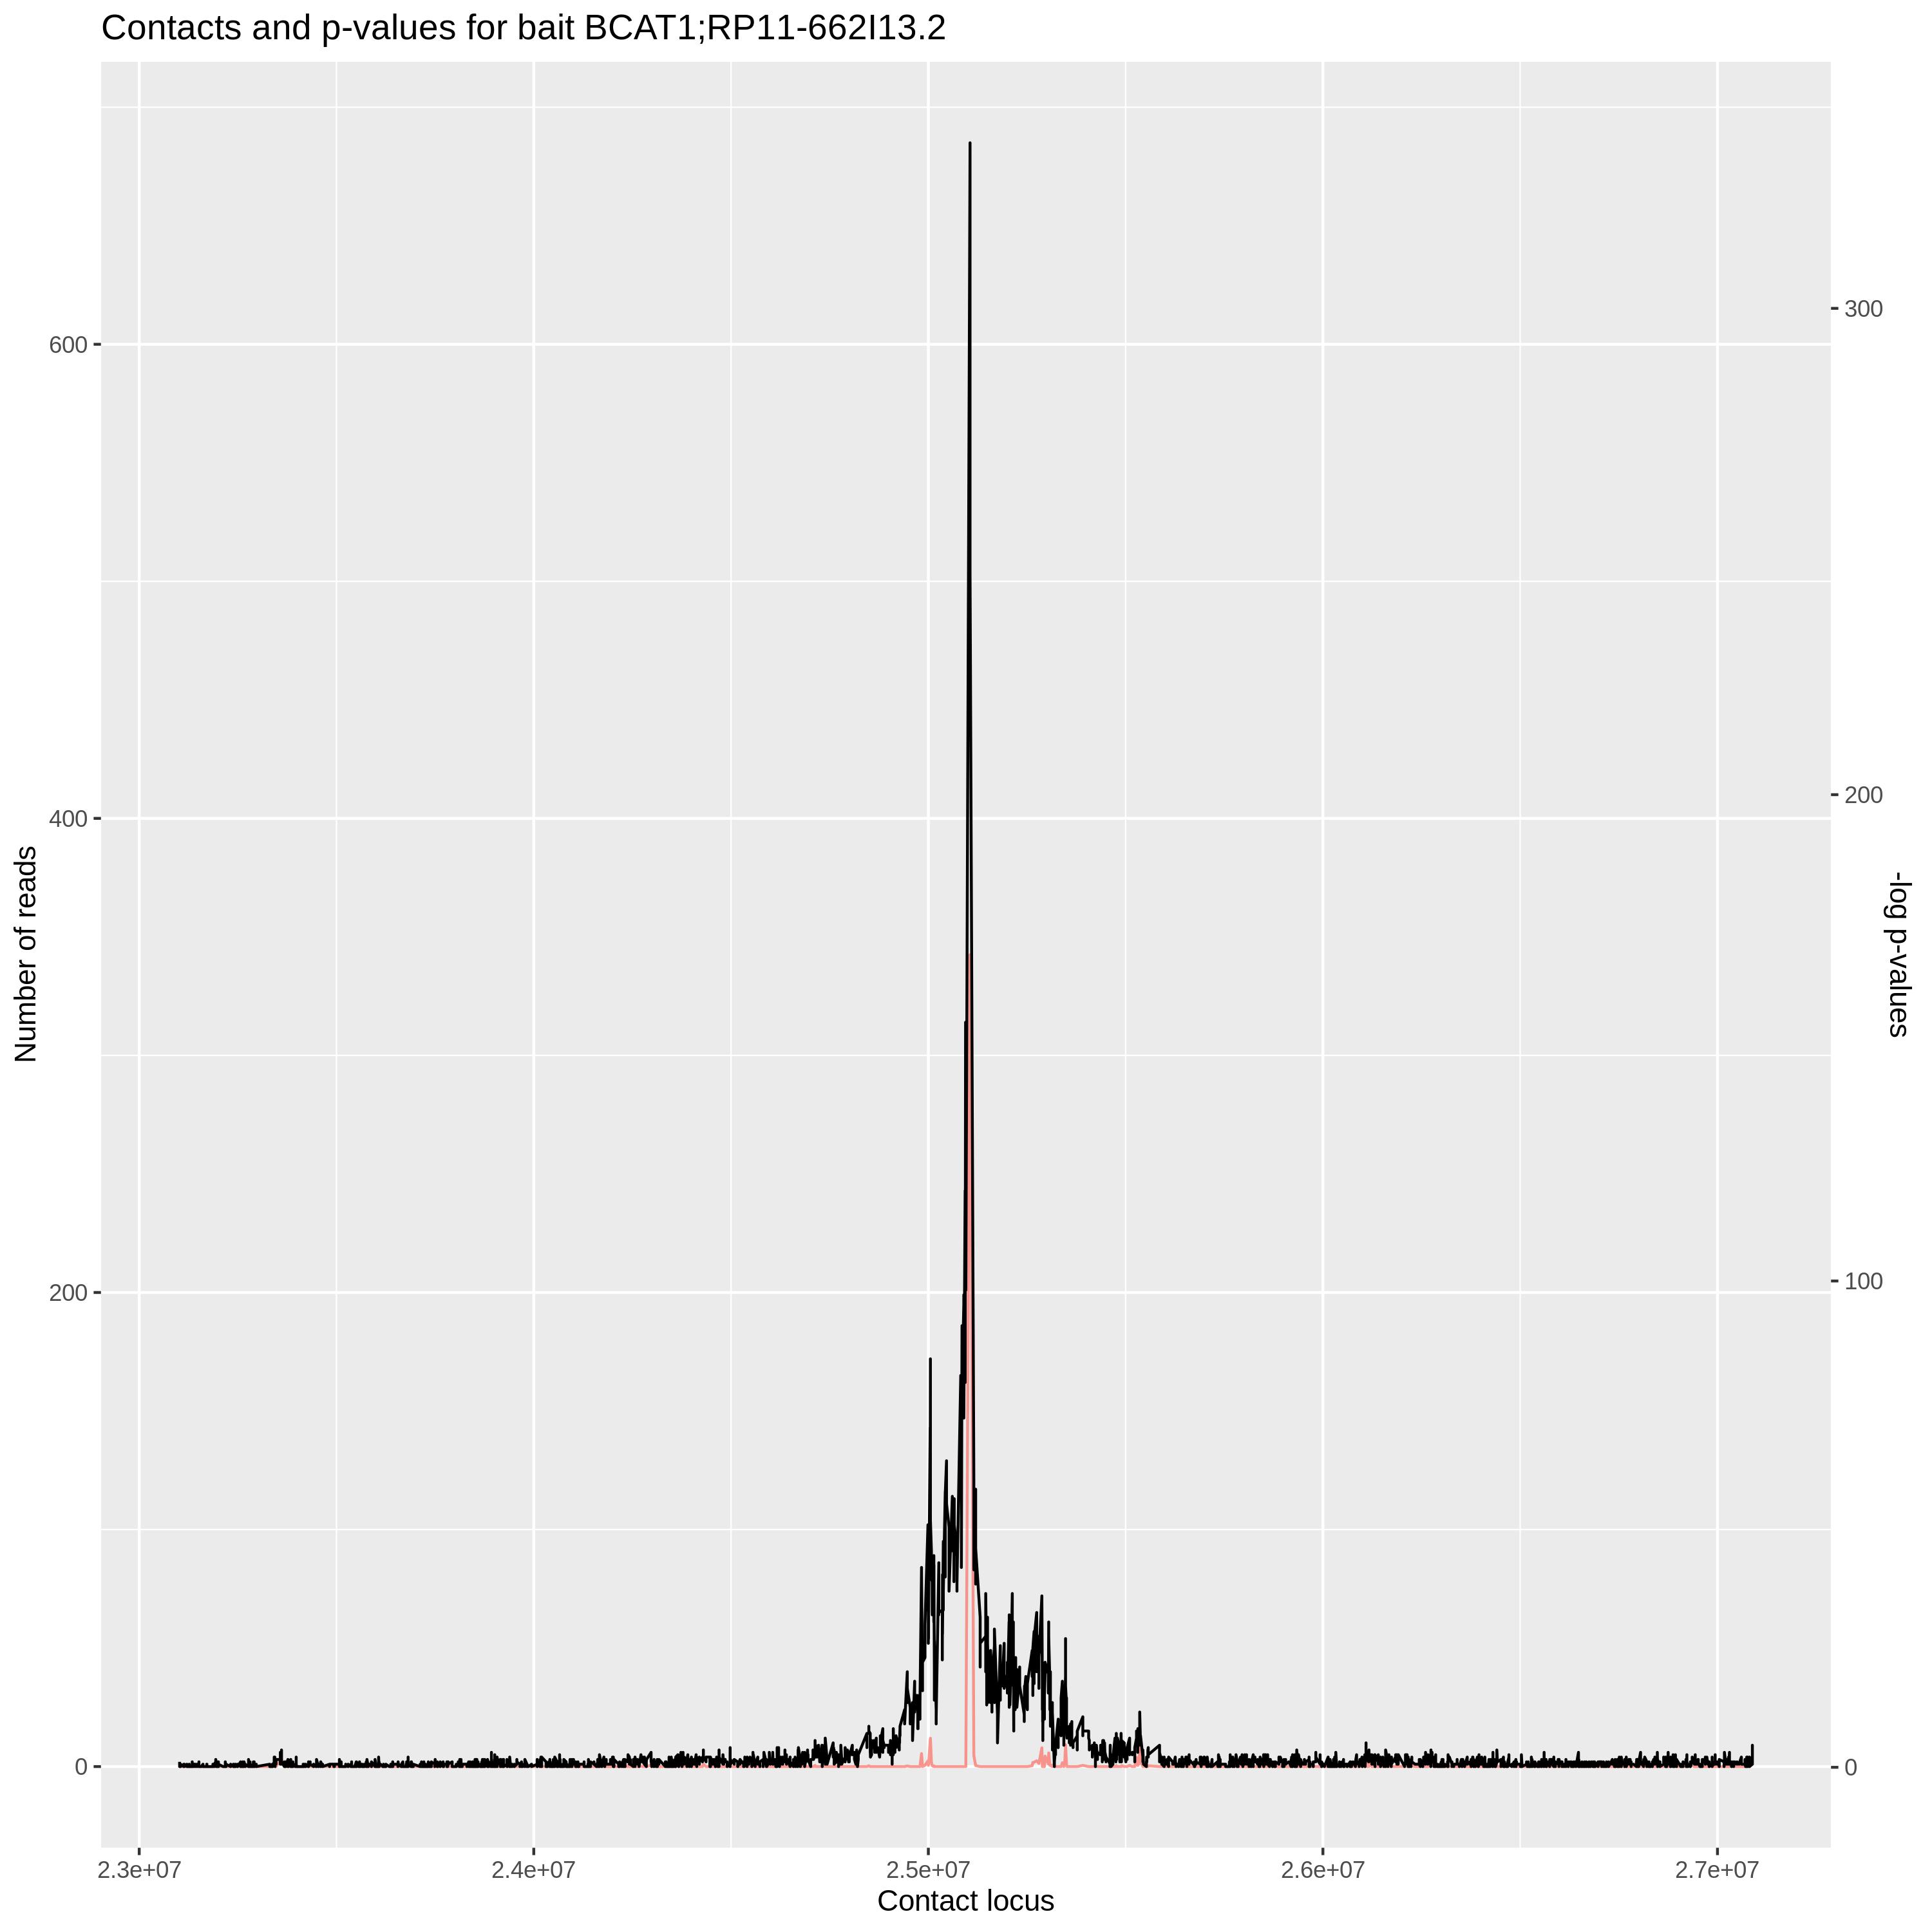 Contacts and p-values for bait BCAT1;RP11-662I13.2
600
400
200
0
Number of reads
300
200
100
0
-log p-values
2.3e+07
2.4e+07
2.5e+07
2.6e+07
2.7e+07
Contact locus